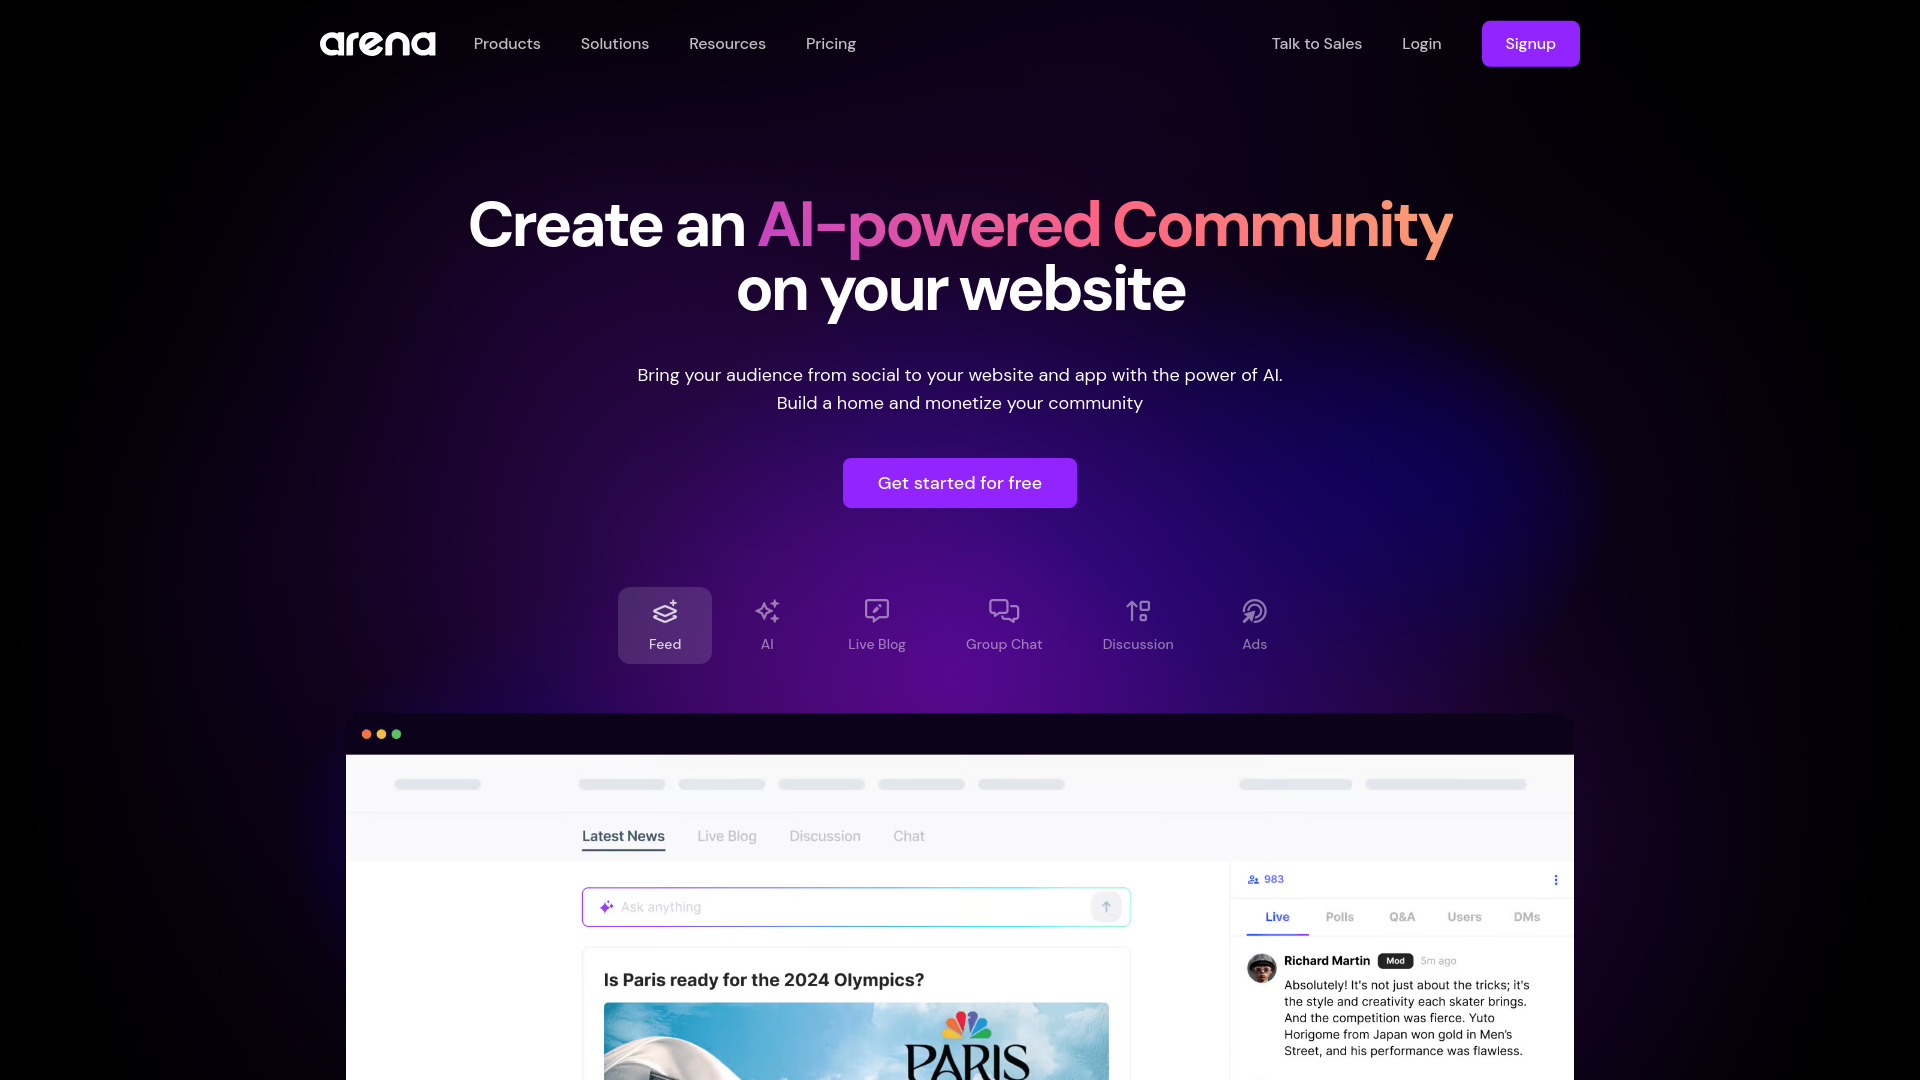 arena
Products
Solutions
Resources
Pricing
Talk to Sales
Login
Signup
Create an AI-powered Community
on your website
Bring your audience from social to your website and app with the power of AI.
Build a home and monetize your community
Get started for free
Feed
AI
Live Blog
Group Chat
Discussion
Ads
Latest News
Live Blog
Discussion
Chat
Ask anything
Is Paris ready for the 2024 Olympics?
PARIS
983
Live
Polls
Q&A
Users
DMs
Richard Martin
Mod
5m ago
Absolutely! It's not just about the tricks; it's
the style and creativity each skater brings.
And the competition was fierce. Yuto
Horigome from Japan won gold in Men's
Street, and his performance was flawless.